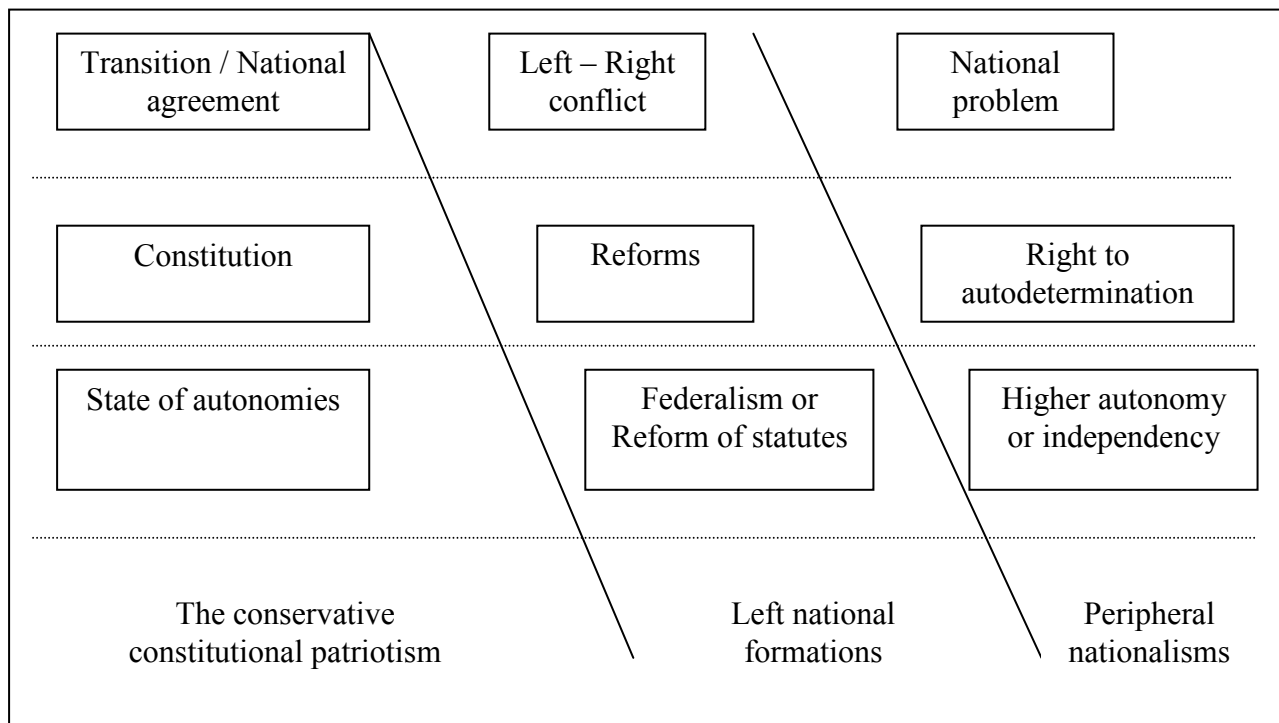 Transition / National
agreement
Left – Right
conflict
National
problem
Constitution
Reforms
Right to
autodetermination
State of autonomies
Federalism or
Reform of statutes
Higher autonomy
or independency
The conservative
constitutional patriotism
Left national
formations
Peripheral
nationalisms